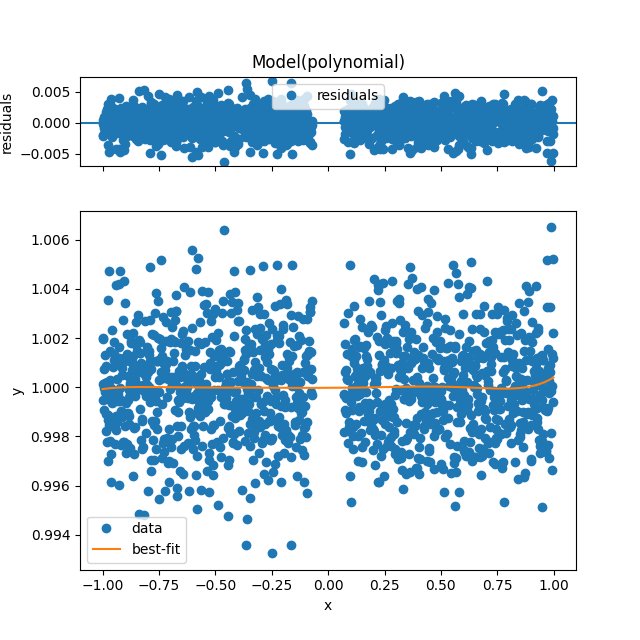 Model(polynomial)
residuals
0.005
0.000
−0.005
residuals
y
1.006
1.004
1.002
1.000
0.998
0.996
0.994
data
best-fit
−1.00 −0.75 −0.50 −0.25 0.00 0.25 0.50 0.75 1.00
x